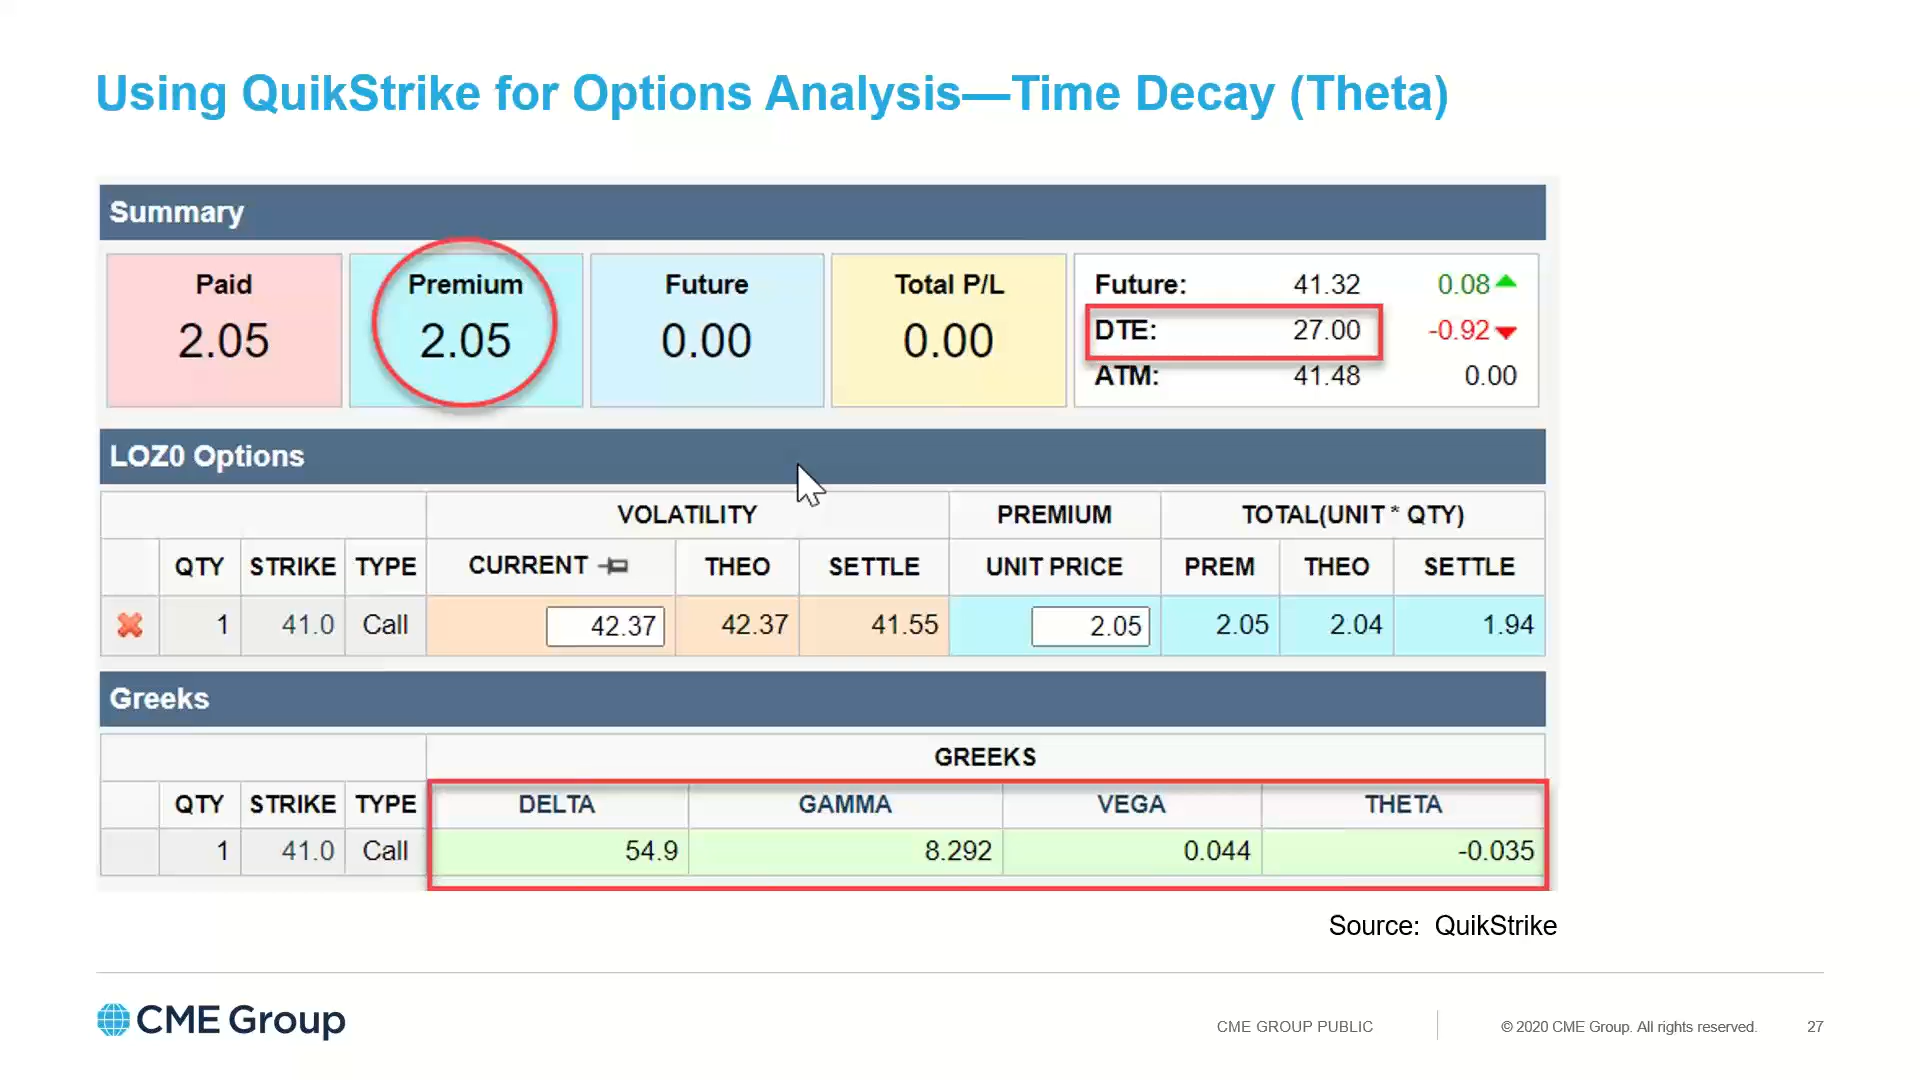 Using QuikStrike for Options Analysis—Time Decay (Theta)
Summary
Paid Premium Future Total P/L
2.05 2.05 0.00 0.00
Future: 41.32 0.08
DTE: 27.00 -0.92
ATM: 41.48 0.00
LOZ0 Options
VOLATILITY PREMIUM TOTAL(UNIT * QTY)
QTY STRIKE TYPE CURRENT THEO SETTLE UNIT PRICE PREM THEO SETTLE
1 41.0 Call 42.37 42.37 41.55 2.05 2.05 2.04 1.94
Greeks
GREEKS
QTY STRIKE TYPE DELTA GAMMA VEGA THETA
1 41.0 Call 54.9 8.292 0.044 -0.035
Source: QuikStrike
CME Group
CME GROUP PUBLIC
© 2020 CME Group. All rights reserved.
27